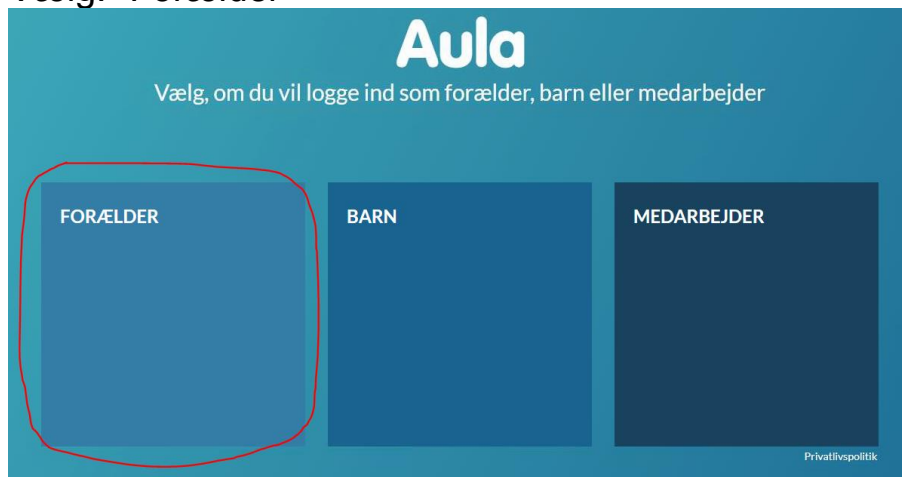 Aula
Vælg, om du vil logge ind som forælder, barn eller medarbejder
FORÆLDER
BARN
MEDARBEJDER
Privatlivspolitik